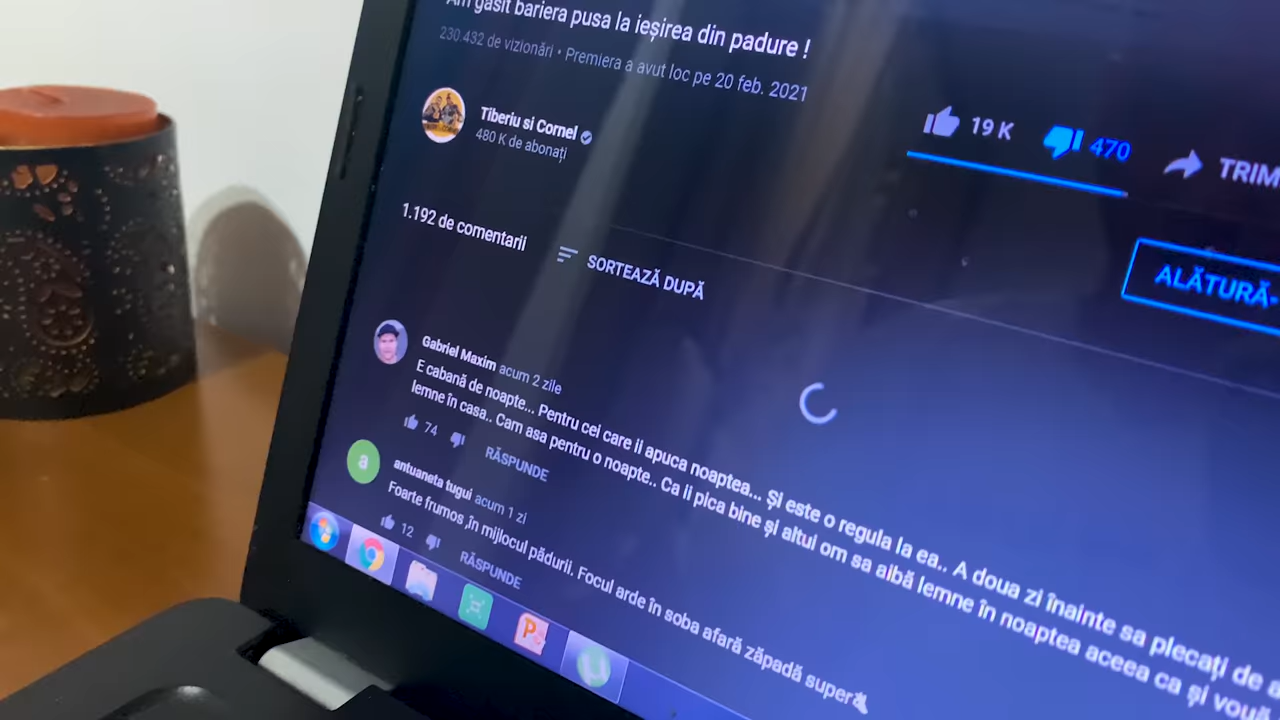 Am găsit bariera pusa la ieșirea din padure !
230.432 de vizionări • Premiera a avut loc pe 20 feb. 2021
Tiberiu si Cornel
480 K de abonați
19 K
470
TRIM
1.192 de comentarii
SORTEAZĂ DUPĂ
ALĂTURĂ-
Gabriel Maxim acum 2 zile
E cabană de noapte... Pentru cei care ii apuca noaptea... Și este o regula la ea.. A doua zi înainte sa plecați de a
lemne în casa.. Cam asa pentru o noapte.. Ca ii pica bine și altul om sa aibă lemne în noaptea aceea ca și vouă
74
RĂSPUNDE
a
antuaneta tugui acum 1 zi
Foarte frumos ,în mijlocul pădurii. Focul arde în soba afară zăpadă super
12
RĂSPUNDE